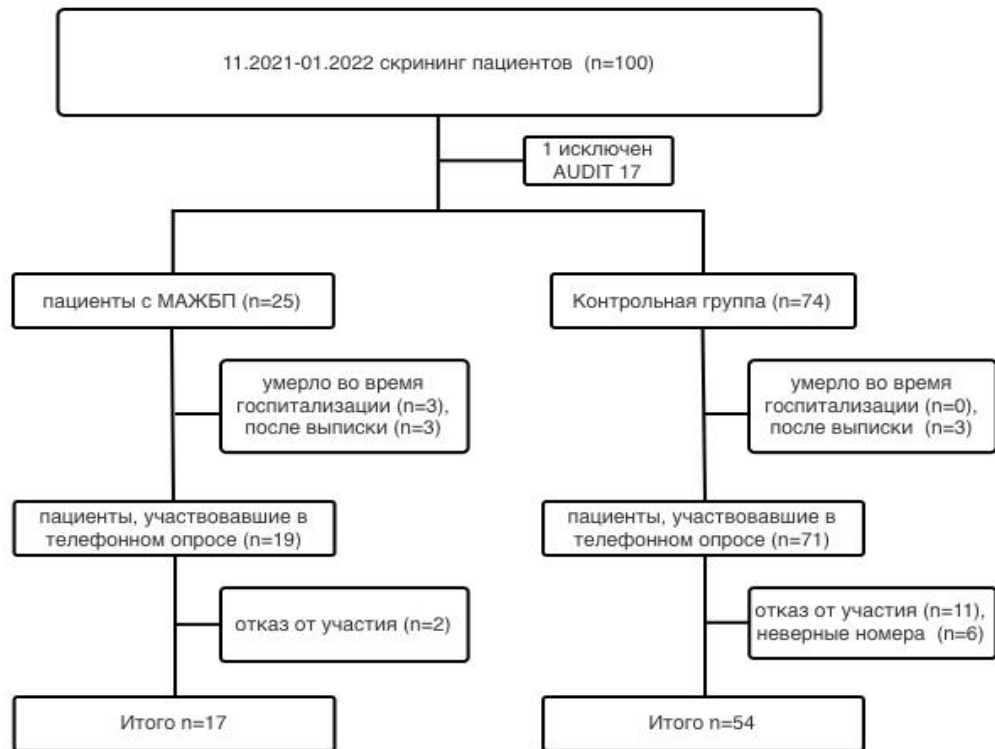 11.2021-01.2022 скрининг пациентов (n=100)
1 исключен
AUDIT 17
пациенты с МАЖБП (n=25)
Контрольная группа (n=74)
умерло во время
госпитализации (n=3),
после выписки (n=3)
умерло во время
госпитализации (n=0),
после выписки (n=3)
пациенты, участвовавшие в
телефонном опросе (n=19)
пациенты, участвовавшие в
телефонном опросе (n=71)
отказ от участия (n=2)
отказ от участия (n=11),
неверные номера (n=6)
Итого n=17
Итого n=54